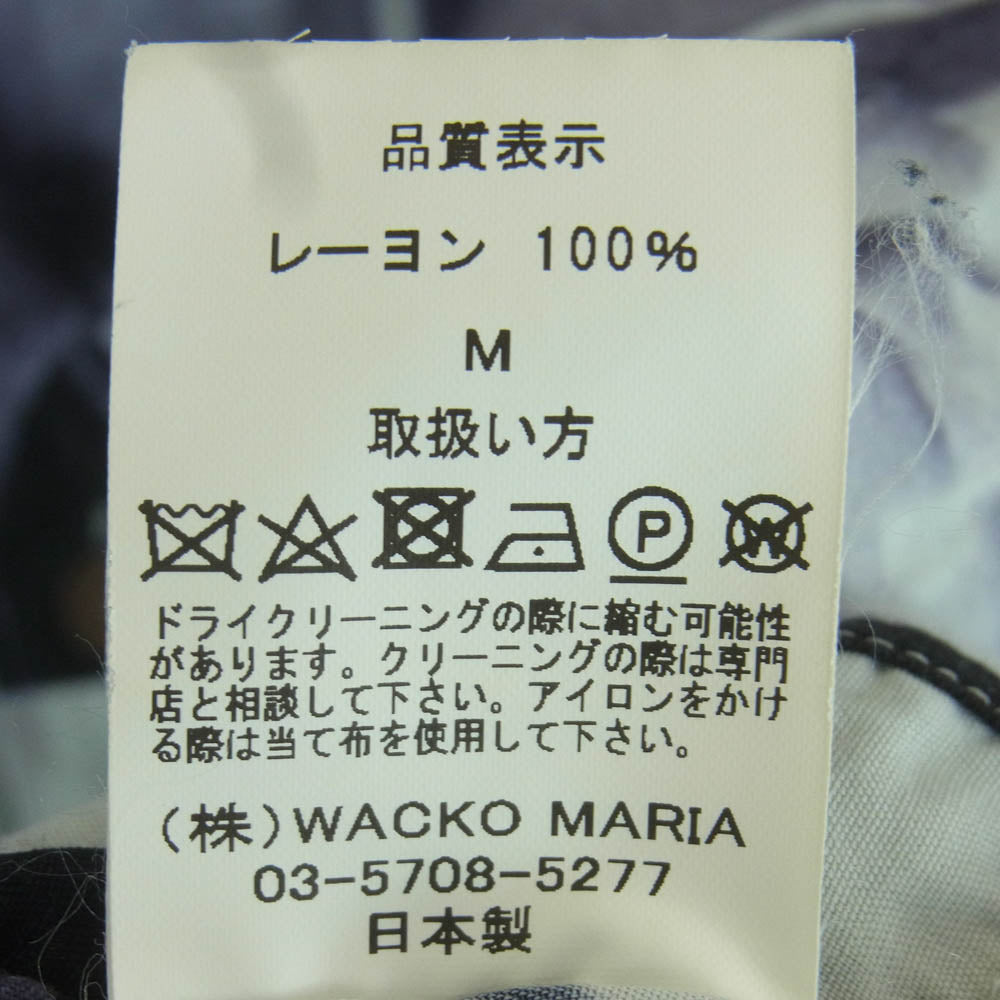 品質表示
レーヨン 100%
M
取扱い方
P
W
ドライクリーニングの際に縮む可能性
があります。クリーニングの際は専門
店と相談して下さい。アイロンをかけ
る際は当て布を使用して下さい。
(株)WACKO MARIA
03-5708-5277
日本製